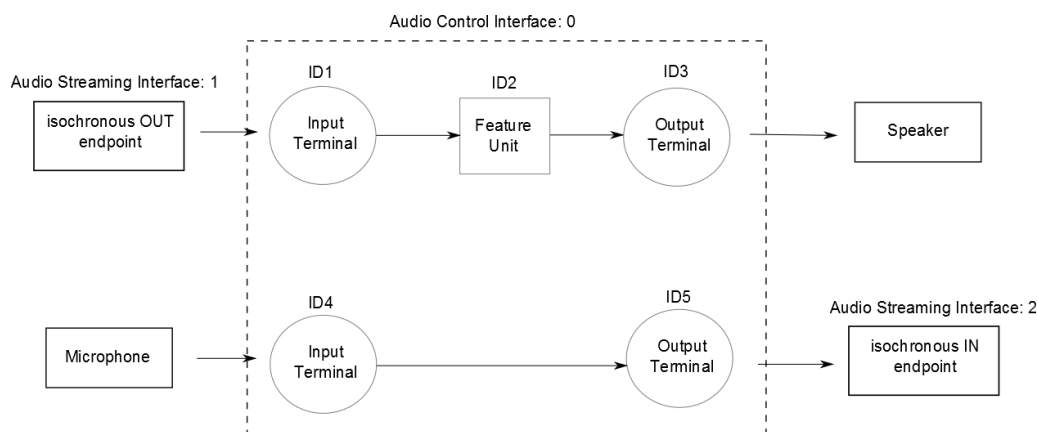 Audio Control Interface: 0
Audio Streaming Interface: 1
ID1
ID2
ID3
isochronous OUT
endpoint
Input
Terminal
Feature
Unit
Output
Terminal
Speaker
ID4
ID5
Audio Streaming Interface: 2
Microphone
Input
Terminal
Output
Terminal
isochronous IN
endpoint